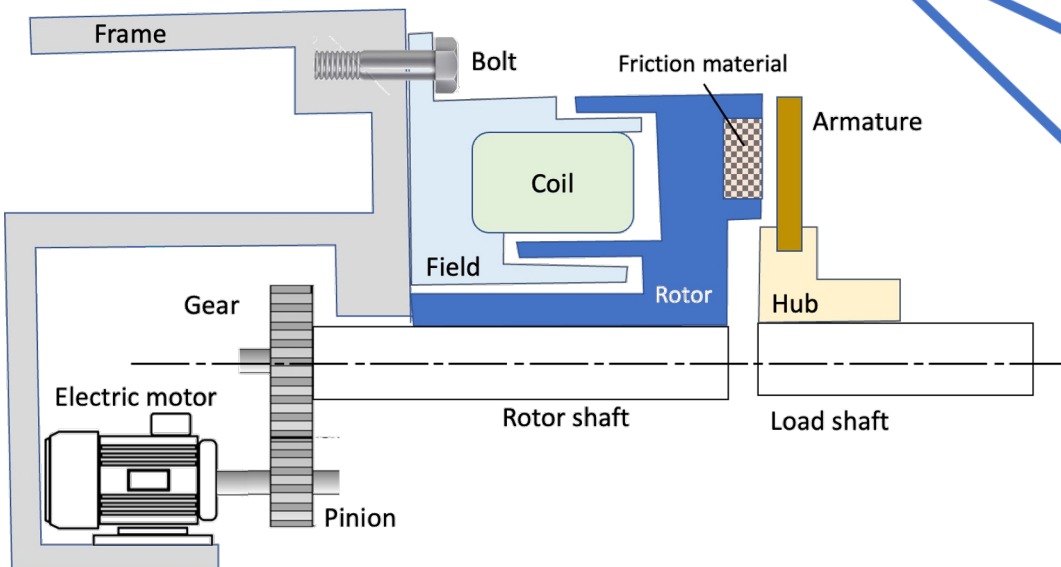 Frame
Bolt
Friction material
Armature
Coil
Field
Rotor
Hub
Gear
Electric motor
Rotor shaft
Load shaft
Pinion